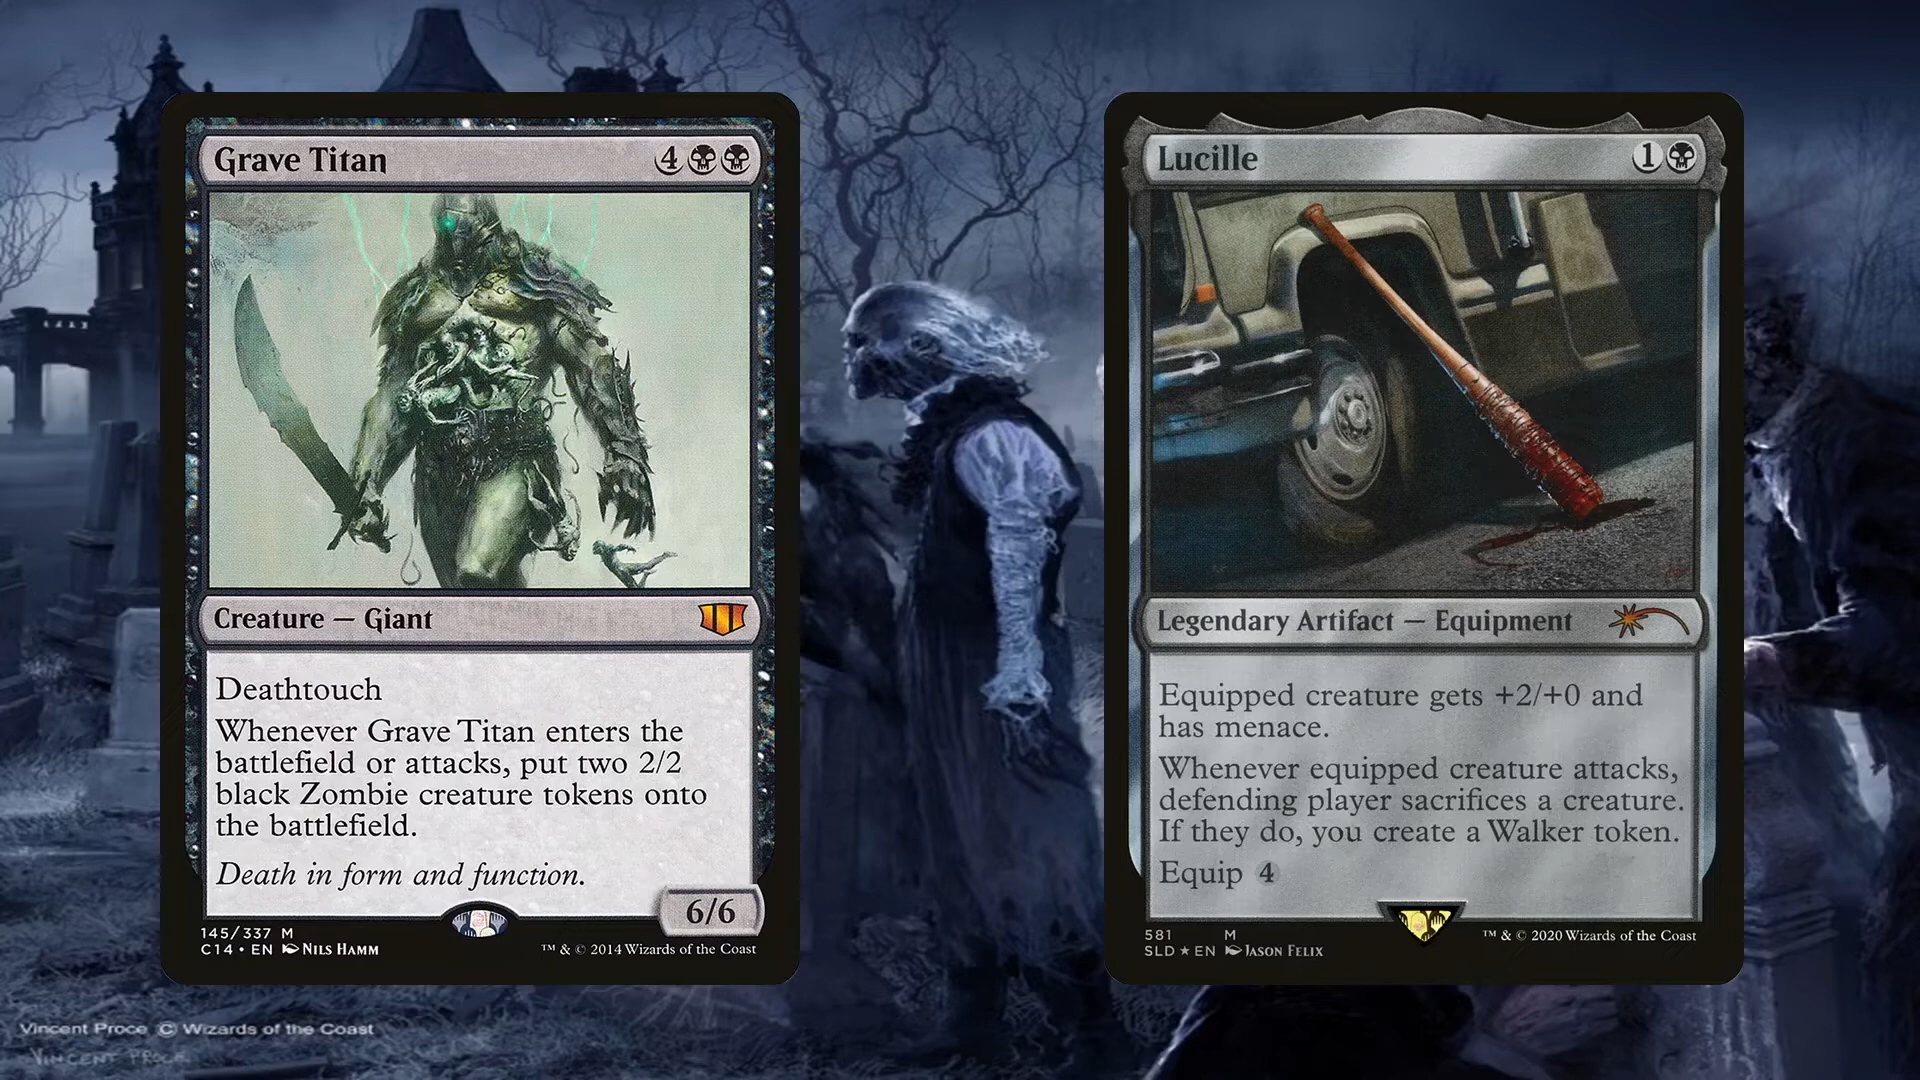 Grave Titan
4
Creature — Giant
Deathtouch
Whenever Grave Titan enters the
battlefield or attacks, put two 2/2
black Zombie creature tokens onto
the battlefield.
Death in form and function.
6/6
145/337 M
C14 • EN NILS HAMM
™ & © 2014 Wizards of the Coast
Lucille
1
Legendary Artifact — Equipment
Equipped creature gets +2/+0 and
has menace.
Whenever equipped creature attacks,
defending player sacrifices a creature.
If they do, you create a Walker token.
Equip 4
581 M
SLD ★ EN JASON FELIX
™ & © 2020 Wizards of the Coast
Vincent Proce © Wizards of the Coast
VINCENT PROCE